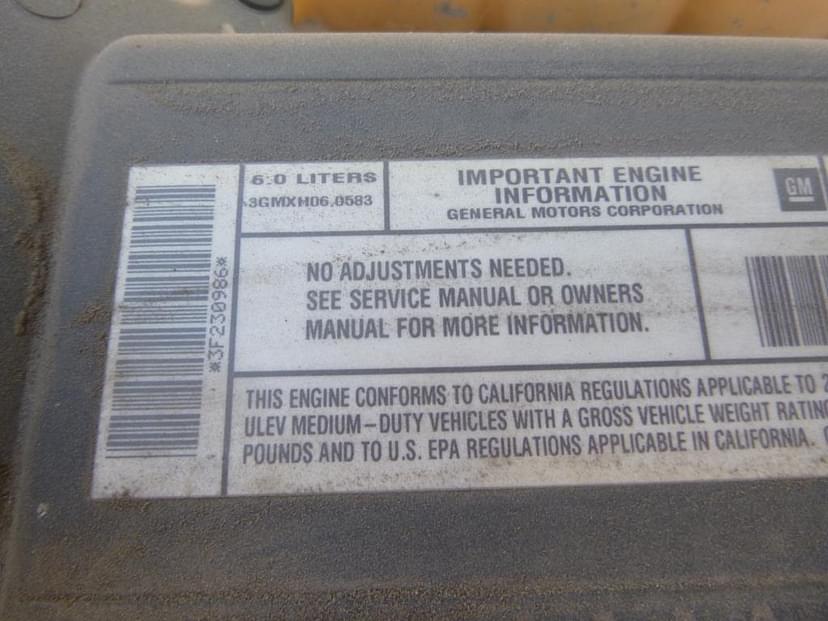 *3F230986*
6.0 LITERS
3GMXH06.0583
IMPORTANT ENGINE
INFORMATION
GENERAL MOTORS CORPORATION
GM
NO ADJUSTMENTS NEEDED.
SEE SERVICE MANUAL OR OWNERS
MANUAL FOR MORE INFORMATION.
THIS ENGINE CONFORMS TO CALIFORNIA REGULATIONS APPLICABLE TO 2
ULEV MEDIUM-DUTY VEHICLES WITH A GROSS VEHICLE WEIGHT RATING
POUNDS AND TO U.S. EPA REGULATIONS APPLICABLE IN CALIFORNIA.